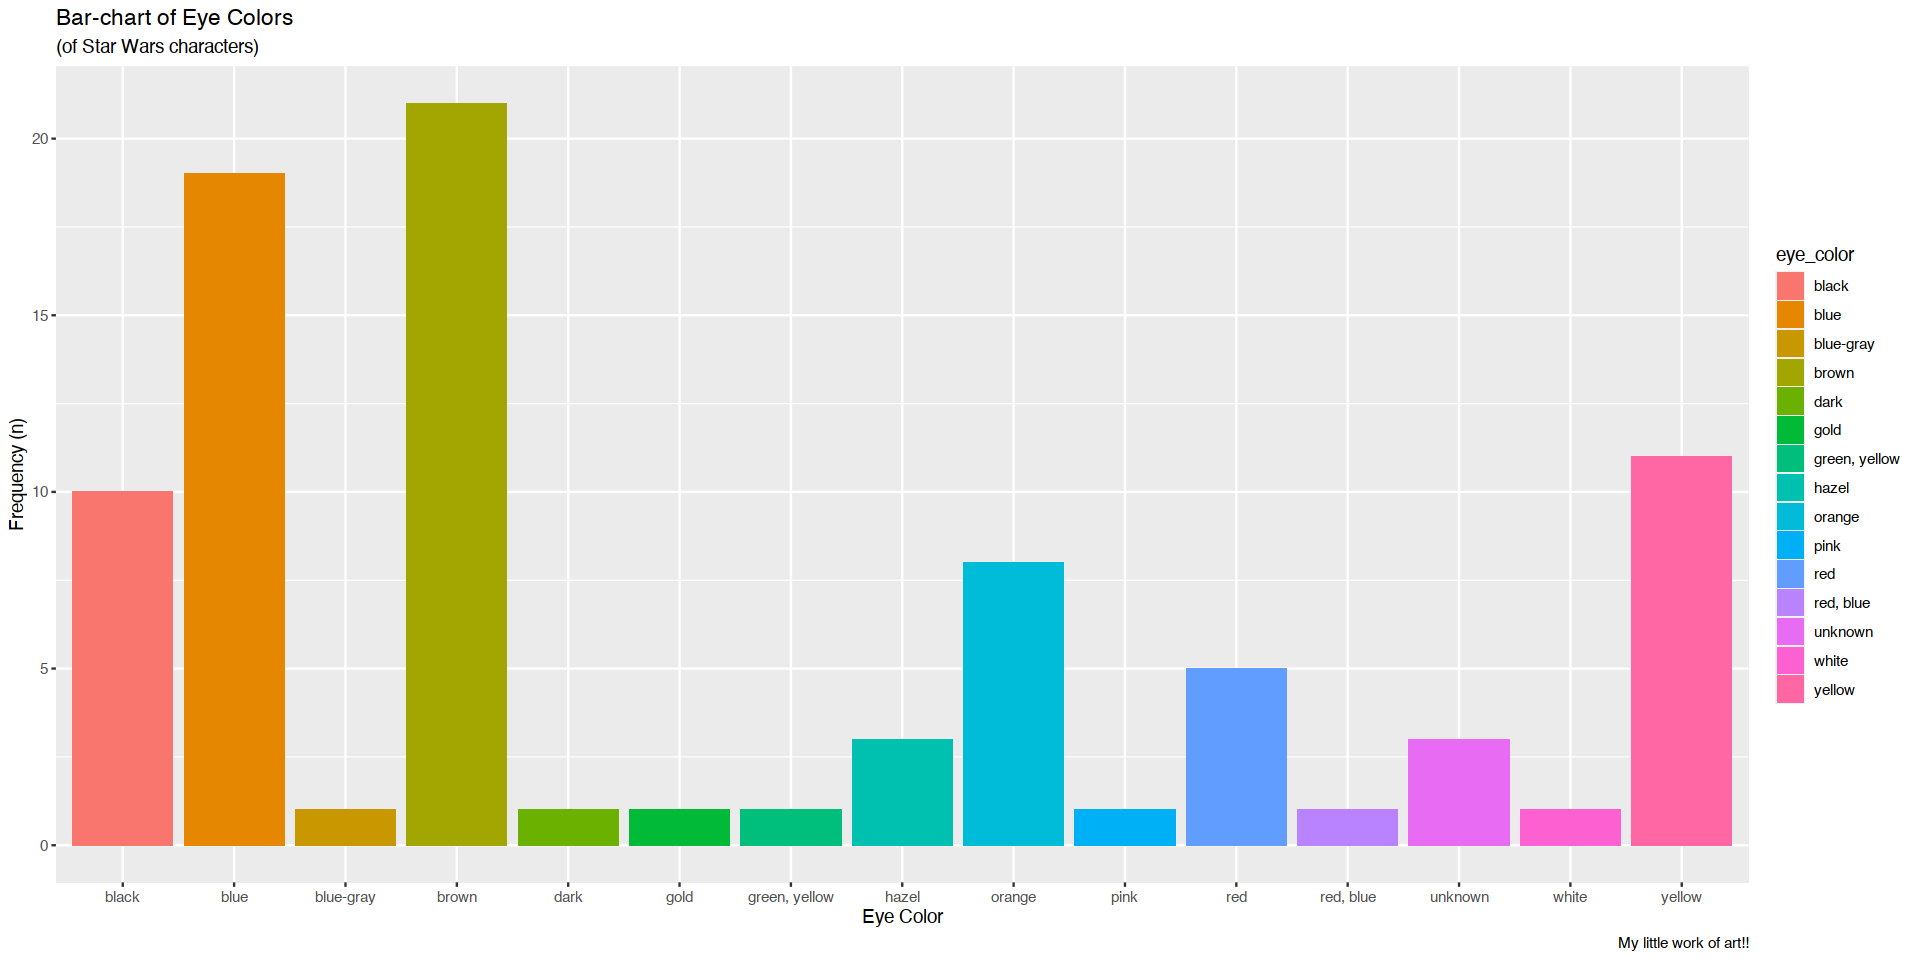 Bar-chart of Eye Colors
(of Star Wars characters)
Frequency (n)
20
15
10
5
0
black blue blue-gray brown dark gold green, yellow hazel orange pink red red, blue unknown white yellow
Eye Color
eye_color
black
blue
blue-gray
brown
dark
gold
green, yellow
hazel
orange
pink
red
red, blue
unknown
white
yellow
My little work of art!!